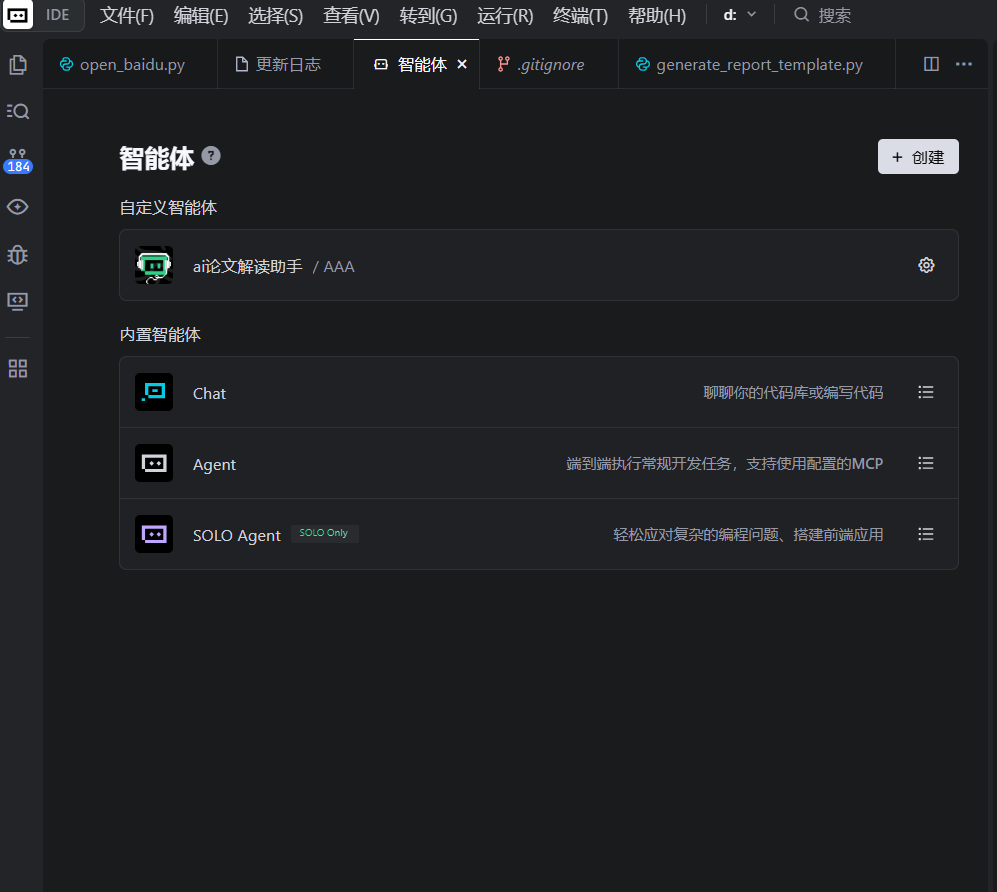 IDE 文件(F) 编辑(E) 选择(S) 查看(V) 转到(G) 运行(R) 终端(T) 帮助(H) d: 搜索
open_baidu.py 更新日志 智能体 .gitignore generate_report_template.py
184
智能体 ? + 创建
自定义智能体
ai论文解读助手 / AAA
内置智能体
Chat 聊聊你的代码库或编写代码
Agent 端到端执行常规开发任务，支持使用配置的MCP
SOLO Agent SOLO Only 轻松应对复杂的编程问题、搭建前端应用